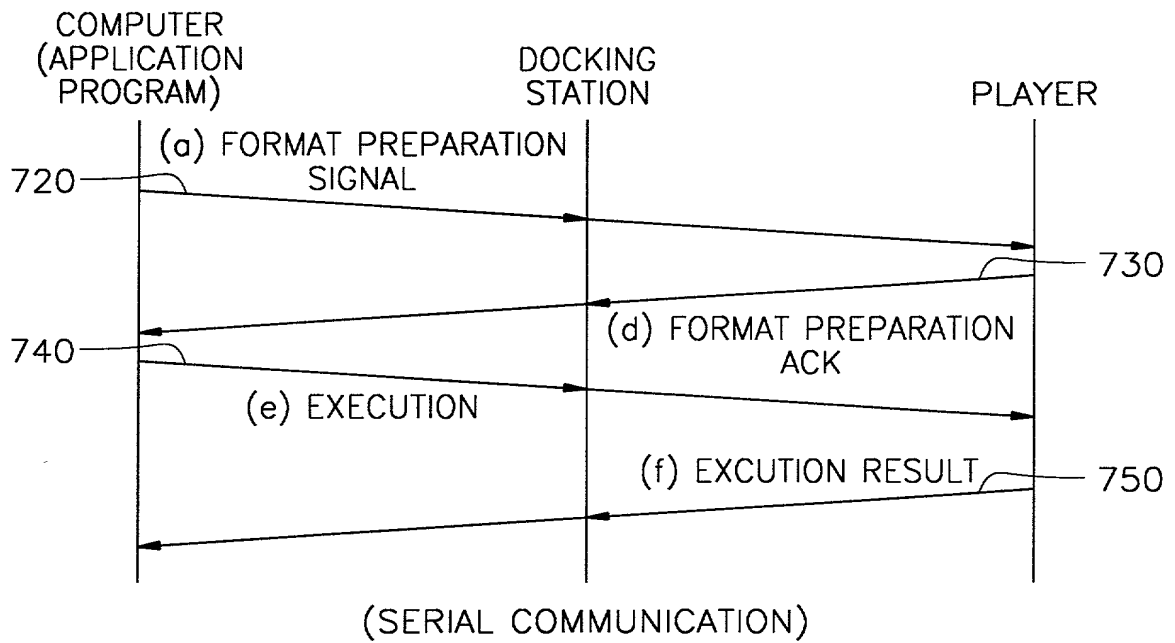 COMPUTER
(APPLICATION
PROGRAM)
DOCKING
STATION
PLAYER
(a) FORMAT PREPARATION
SIGNAL
720
730
(d) FORMAT PREPARATION
ACK
740
(e) EXECUTION
(f) EXCUTION RESULT
750
(SERIAL COMMUNICATION)